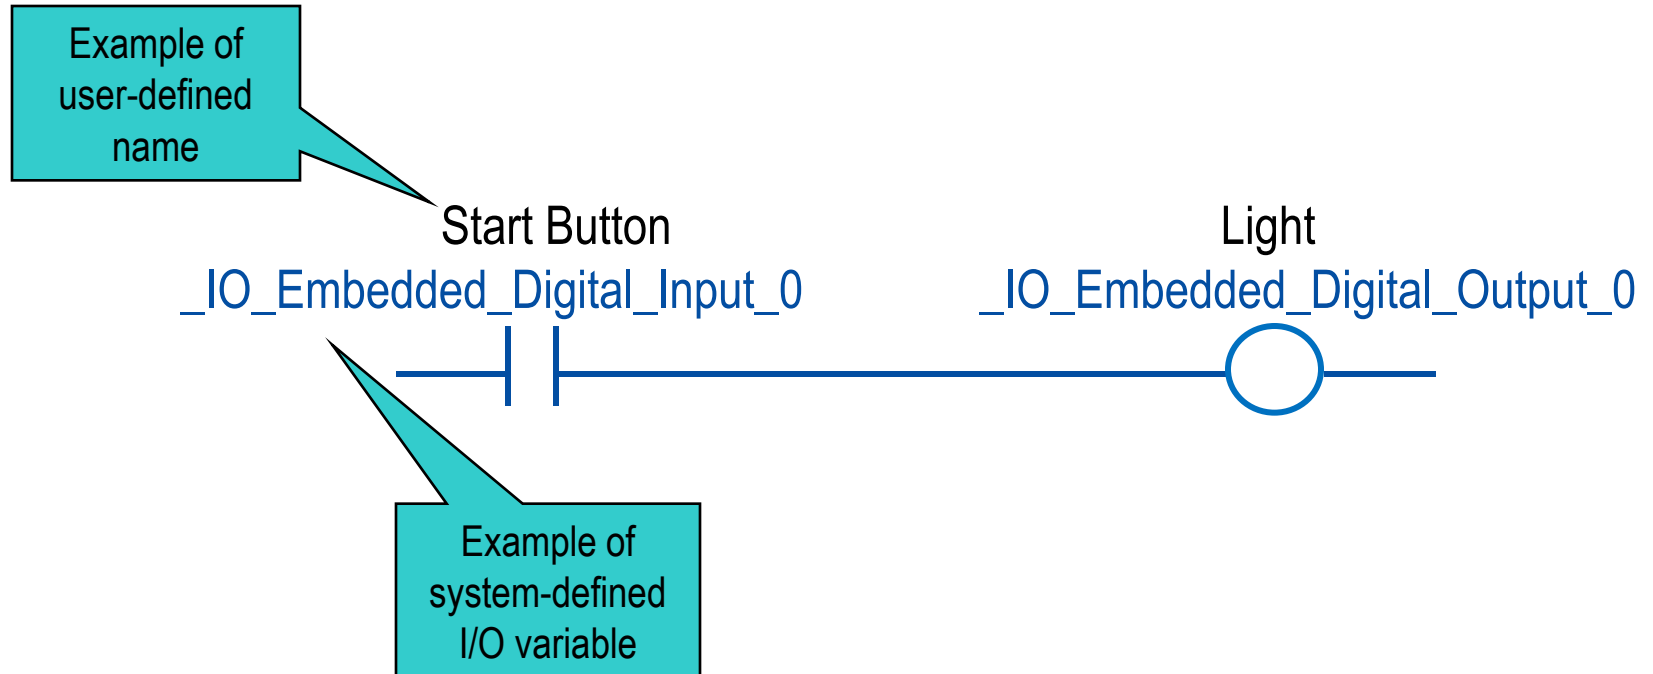 Example of
user-defined
name
Start Button
Light
_IO_Embedded_Digital_Input_0
_IO_Embedded_Digital_Output_0
Example of
system-defined
I/O variable